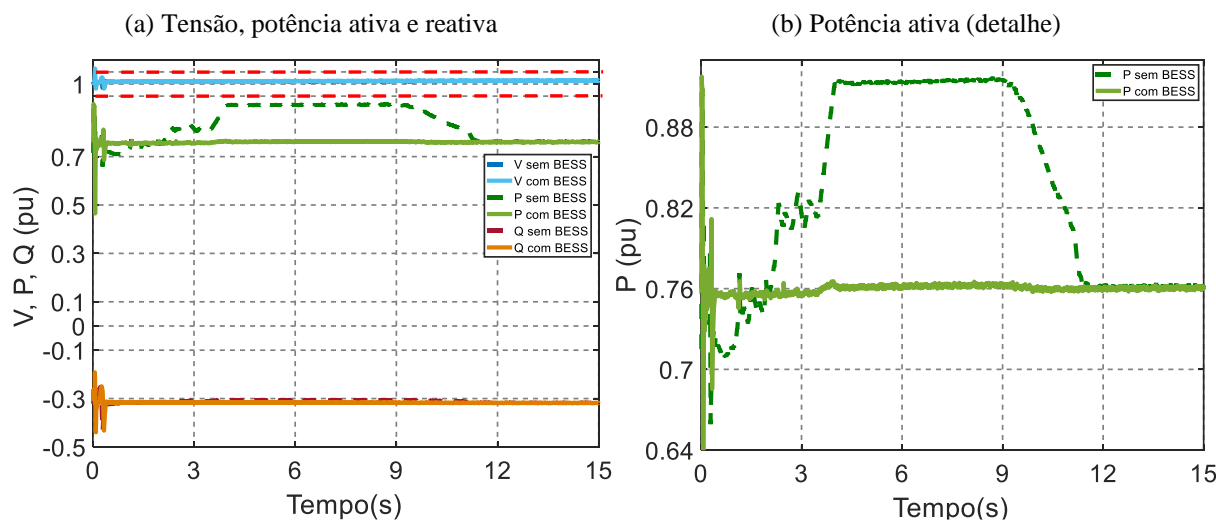 (a) Tensão, potência ativa e reativa
1
0.7
0.5
0.3
0.1
0
-0.1
-0.3
-0.5
V, P, Q (pu)
0 3 6 9 12 15
Tempo(s)
V sem BESS
V com BESS
P sem BESS
P com BESS
Q sem BESS
Q com BESS
(b) Potência ativa (detalhe)
0.88
0.82
0.76
0.7
0.64
P (pu)
0 3 6 9 12 15
Tempo(s)
P sem BESS
P com BESS